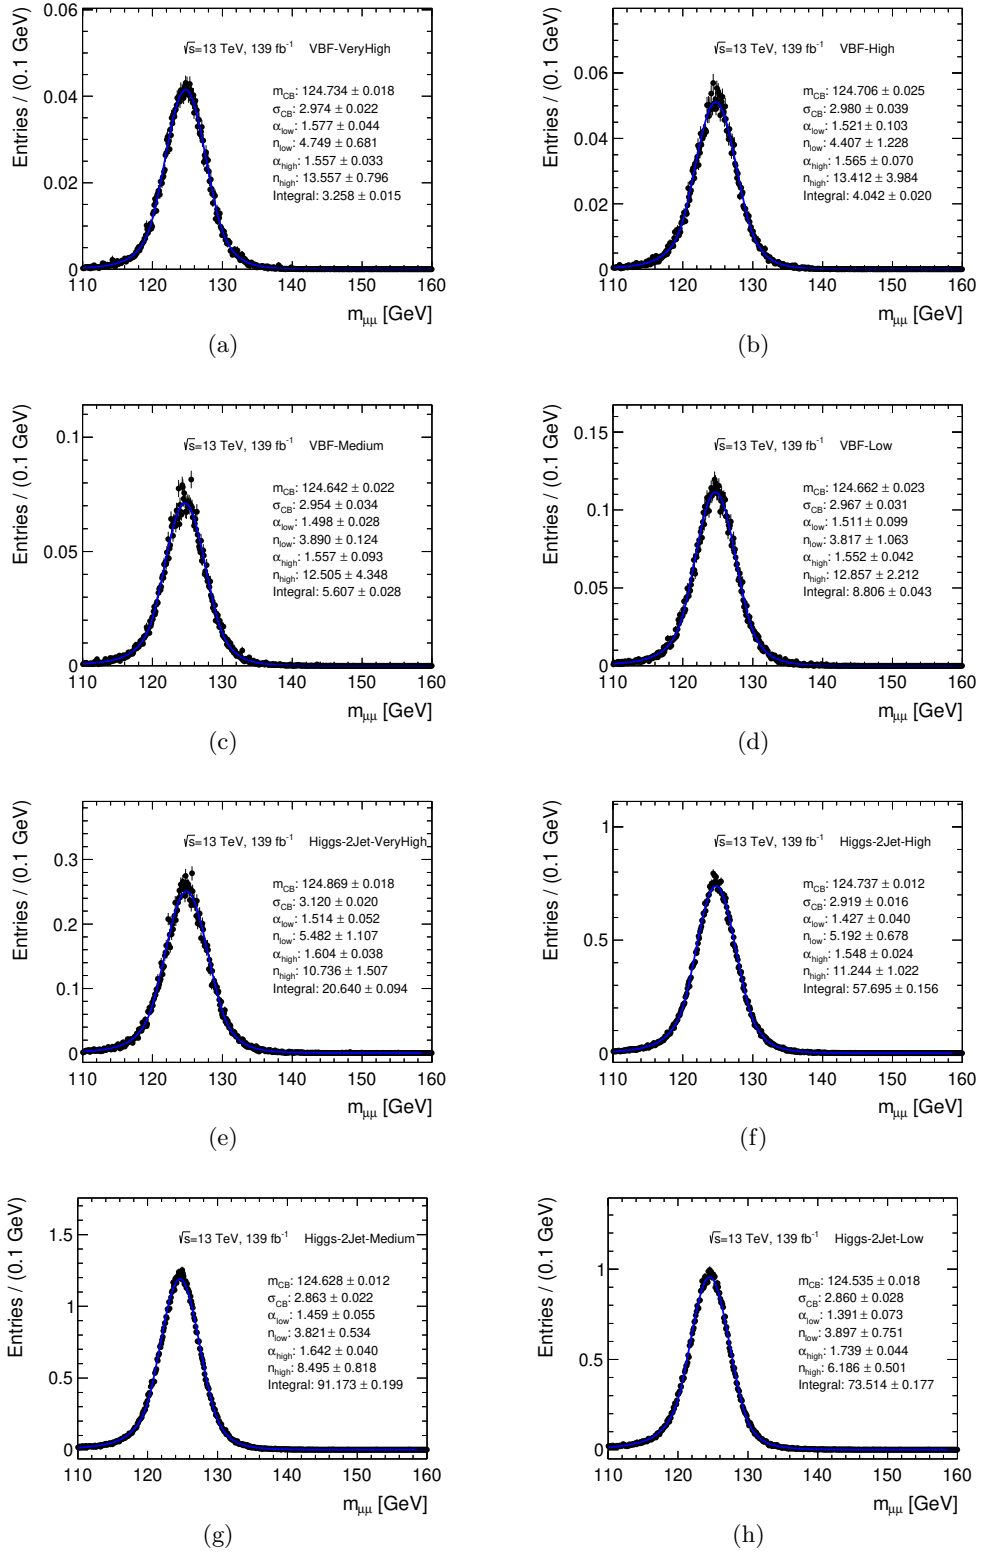 Entries / (0.1 GeV)
0.06
0.04
0.02
0
√s=13 TeV, 139 fb⁻¹ VBF-VeryHigh
m_CB: 124.734 ± 0.018
σ_CB: 2.974 ± 0.022
α_low: 1.577 ± 0.044
n_low: 4.749 ± 0.681
α_high: 1.557 ± 0.033
n_high: 13.557 ± 0.796
Integral: 3.258 ± 0.015
110 120 130 140 150 160
m_μμ [GeV]
(a)
Entries / (0.1 GeV)
0.06
0.04
0.02
0
√s=13 TeV, 139 fb⁻¹ VBF-High
m_CB: 124.706 ± 0.025
σ_CB: 2.980 ± 0.039
α_low: 1.521 ± 0.103
n_low: 4.407 ± 1.228
α_high: 1.565 ± 0.070
n_high: 13.412 ± 3.984
Integral: 4.042 ± 0.020
110 120 130 140 150 160
m_μμ [GeV]
(b)
Entries / (0.1 GeV)
0.1
0.05
0
√s=13 TeV, 139 fb⁻¹ VBF-Medium
m_CB: 124.642 ± 0.022
σ_CB: 2.954 ± 0.034
α_low: 1.498 ± 0.028
n_low: 3.890 ± 0.124
α_high: 1.557 ± 0.093
n_high: 12.505 ± 4.348
Integral: 5.607 ± 0.028
110 120 130 140 150 160
m_μμ [GeV]
(c)
Entries / (0.1 GeV)
0.15
0.1
0.05
0
√s=13 TeV, 139 fb⁻¹ VBF-Low
m_CB: 124.662 ± 0.023
σ_CB: 2.967 ± 0.031
α_low: 1.511 ± 0.099
n_low: 3.817 ± 1.063
α_high: 1.552 ± 0.042
n_high: 12.857 ± 2.212
Integral: 8.806 ± 0.043
110 120 130 140 150 160
m_μμ [GeV]
(d)
Entries / (0.1 GeV)
0.3
0.2
0.1
0
√s=13 TeV, 139 fb⁻¹ Higgs-2Jet-VeryHigh
m_CB: 124.869 ± 0.018
σ_CB: 3.120 ± 0.020
α_low: 1.514 ± 0.052
n_low: 5.482 ± 1.107
α_high: 1.604 ± 0.038
n_high: 10.736 ± 1.507
Integral: 20.640 ± 0.094
110 120 130 140 150 160
m_μμ [GeV]
(e)
Entries / (0.1 GeV)
1
0.5
0
√s=13 TeV, 139 fb⁻¹ Higgs-2Jet-High
m_CB: 124.737 ± 0.012
σ_CB: 2.919 ± 0.016
α_low: 1.427 ± 0.040
n_low: 5.192 ± 0.678
α_high: 1.548 ± 0.024
n_high: 11.244 ± 1.022
Integral: 57.695 ± 0.156
110 120 130 140 150 160
m_μμ [GeV]
(f)
Entries / (0.1 GeV)
1.5
1
0.5
0
√s=13 TeV, 139 fb⁻¹ Higgs-2Jet-Medium
m_CB: 124.628 ± 0.012
σ_CB: 2.863 ± 0.022
α_low: 1.459 ± 0.055
n_low: 3.821 ± 0.534
α_high: 1.642 ± 0.040
n_high: 8.495 ± 0.818
Integral: 91.173 ± 0.199
110 120 130 140 150 160
m_μμ [GeV]
(g)
Entries / (0.1 GeV)
1
0.5
0
√s=13 TeV, 139 fb⁻¹ Higgs-2Jet-Low
m_CB: 124.535 ± 0.018
σ_CB: 2.860 ± 0.028
α_low: 1.391 ± 0.073
n_low: 3.897 ± 0.751
α_high: 1.739 ± 0.044
n_high: 6.186 ± 0.501
Integral: 73.514 ± 0.177
110 120 130 140 150 160
m_μμ [GeV]
(h)